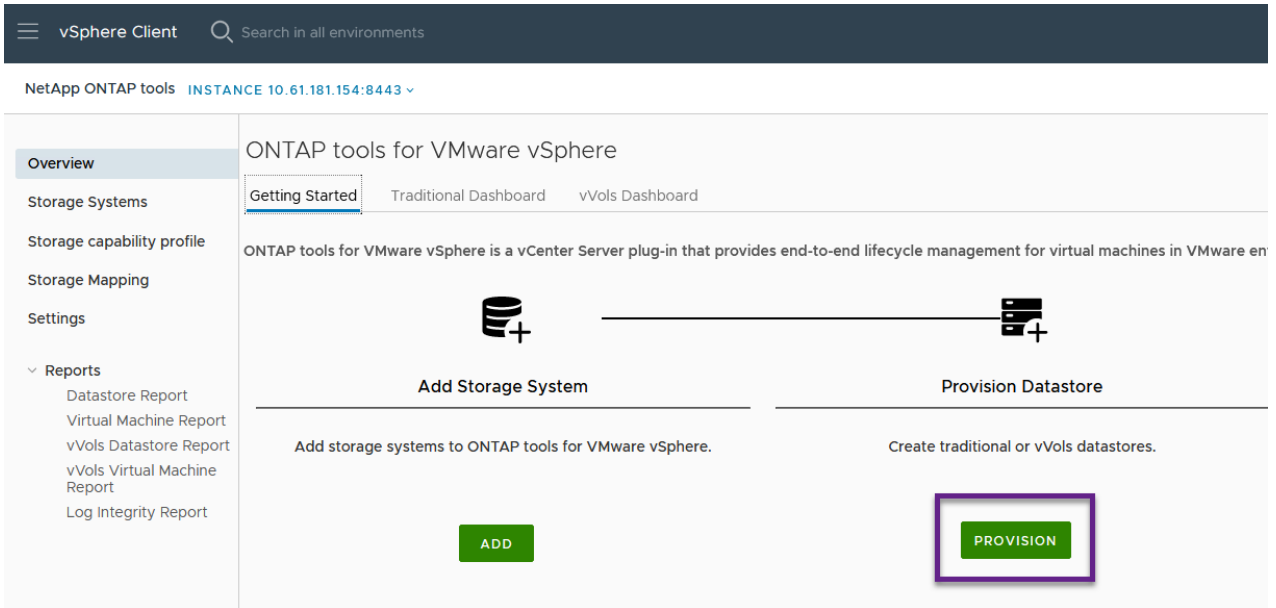 vSphere Client
Search in all environments
NetApp ONTAP tools INSTANCE 10.61.181.154:8443
Overview
Storage Systems
Storage capability profile
Storage Mapping
Settings
Reports
Datastore Report
Virtual Machine Report
vVols Datastore Report
vVols Virtual Machine
Report
Log Integrity Report
ONTAP tools for VMware vSphere
Getting Started Traditional Dashboard vVols Dashboard
ONTAP tools for VMware vSphere is a vCenter Server plug-in that provides end-to-end lifecycle management for virtual machines in VMware en
Add Storage System
Add storage systems to ONTAP tools for VMware vSphere.
ADD
Provision Datastore
Create traditional or vVols datastores.
PROVISION